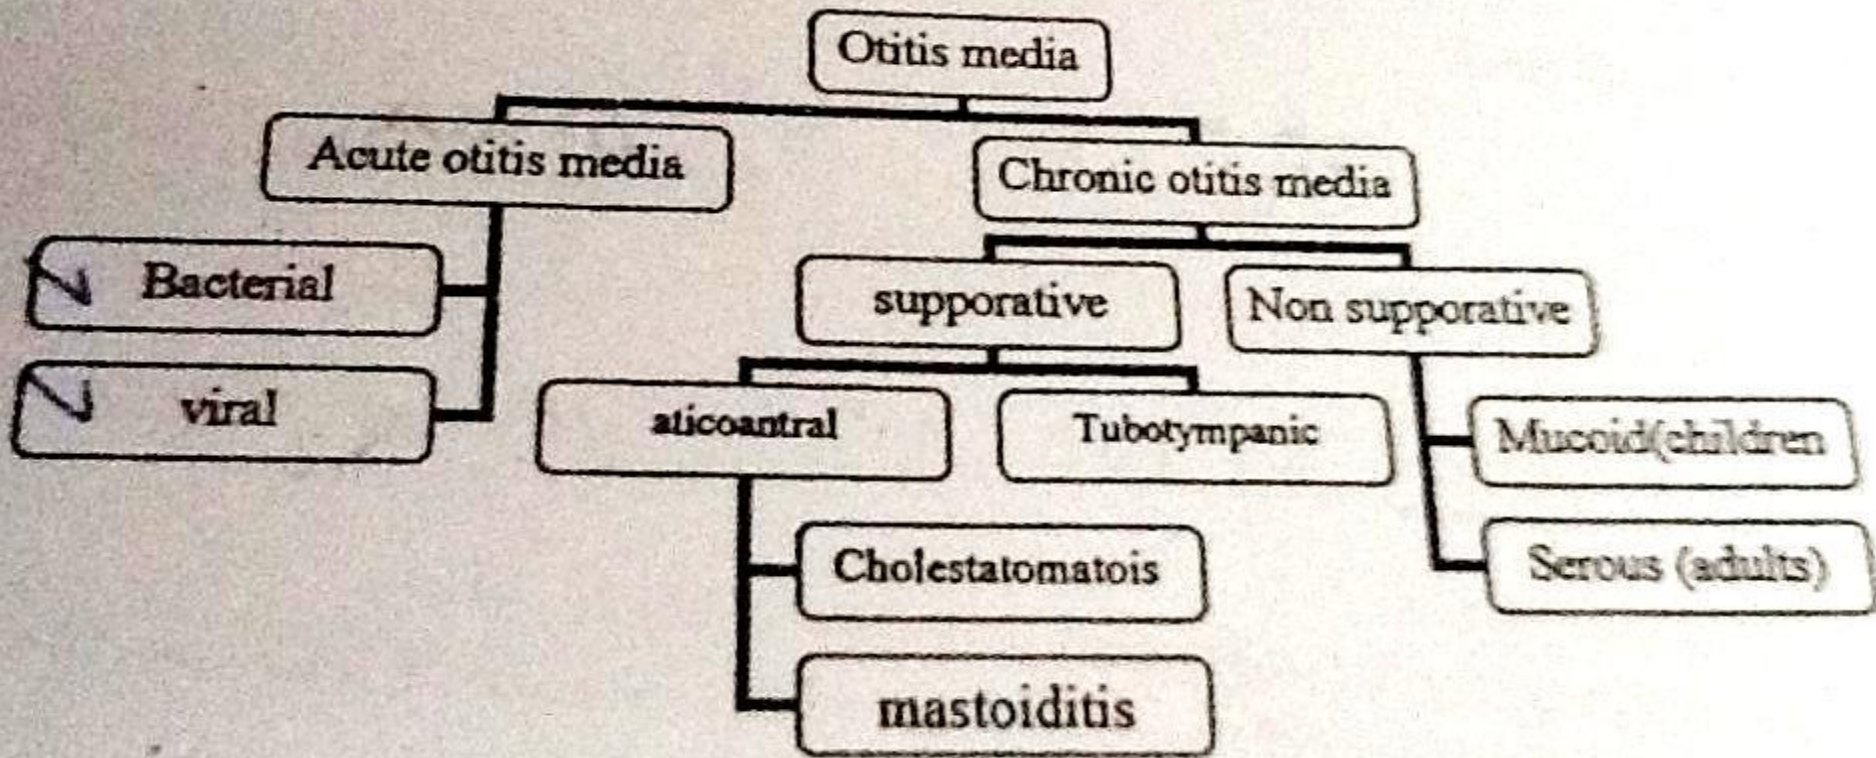 Otitis media
Acute otitis media
Chronic otitis media
Bacterial
supporative
Non supporative
viral
aticoantral
Tubotympanic
Mucoid(children
Cholestatomatois
Serous (adults)
mastoiditis